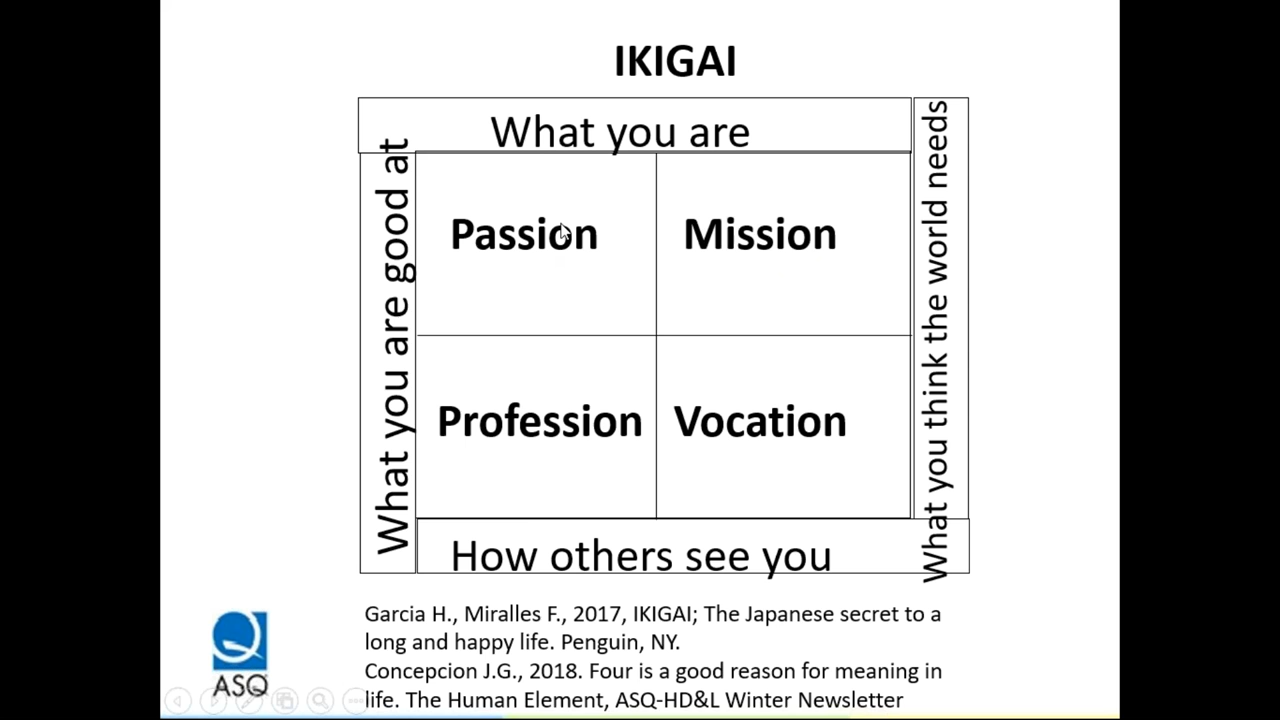 IKIGAI
What you are
What you are good at
What you think the world needs
Passion
Mission
Profession
Vocation
How others see you
Garcia H., Miralles F., 2017, IKIGAI; The Japanese secret to a
long and happy life. Penguin, NY.
Concepcion J.G., 2018. Four is a good reason for meaning in
life. The Human Element, ASQ-HD&L Winter Newsletter
ASQ